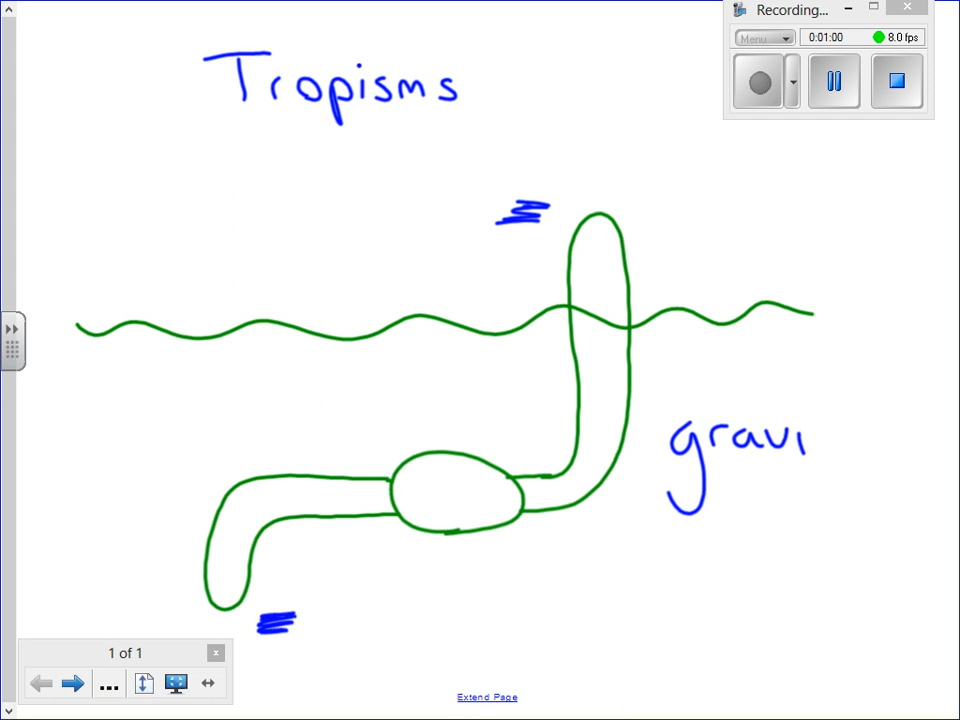 Recording...
Menu
0:01:00
8.0 fps
Tropisms
gravi
1 of 1
...
Extend Page